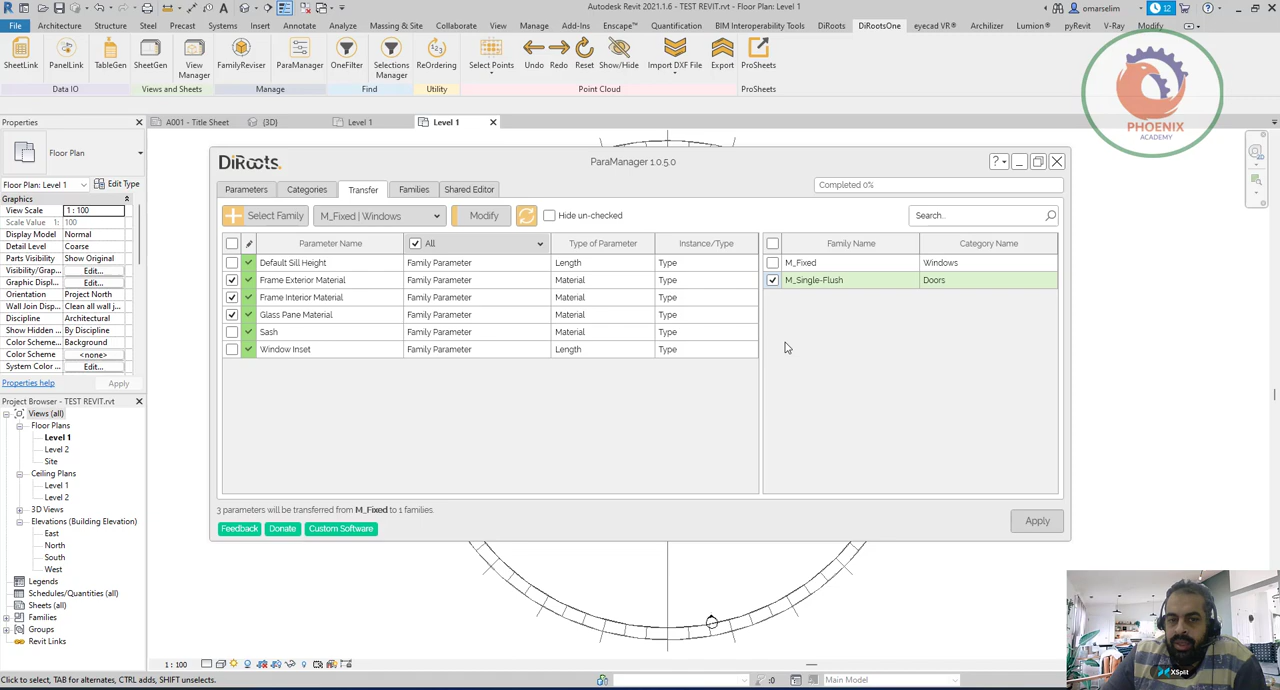 Autodesk Revit 2021.1.6 - TEST REVIT.rvt - Floor Plan: Level 1
omarselim
12
File Architecture Structure Steel Precast Systems Insert Annotate Analyze Massing & Site Collaborate View Manage Add-Ins Enscape™ Quantification BIM Interoperability Tools DiRoots DiRootsOne eyecad VR® Archilizer Lumion® pyRevit V-Ray Modify
SheetLink PanelLink TableGen SheetGen View Manager FamilyReviser ParaManager OneFilter Selections Manager ReOrdering Select Points Undo Redo Reset Show/Hide Import DXF File Export ProSheets
Data IO Views and Sheets Manage Find Utility Point Cloud ProSheets
PHOENIX
ACADEMY
Properties
A001 - Title Sheet {3D} Level 1 Level 1
Floor Plan
Floor Plan: Level 1 Edit Type
Graphics
View Scale 1 : 100
Scale Value 1: 100
Display Model Normal
Detail Level Coarse
Parts Visibility Show Original
Visibility/Grap... Edit...
Graphic Displ... Edit...
Orientation Project North
Wall Join Disp... Clean all wall j...
Discipline Architectural
Show Hidden ... By Discipline
Color Scheme... Background
Color Scheme <none>
System Color ... Edit...
Properties help Apply
Project Browser - TEST REVIT.rvt
Views (all)
Floor Plans
Level 1
Level 2
Site
Ceiling Plans
Level 1
Level 2
3D Views
Elevations (Building Elevation)
East
North
South
West
Legends
Schedules/Quantities (all)
Sheets (all)
Families
Groups
Revit Links
DiRoots.
ParaManager 1.0.5.0
Parameters Categories Transfer Families Shared Editor
Completed 0%
Select Family M_Fixed | Windows Modify Hide un-checked Search..
Parameter Name All Type of Parameter Instance/Type
Default Sill Height Family Parameter Length Type
Frame Exterior Material Family Parameter Material Type
Frame Interior Material Family Parameter Material Type
Glass Pane Material Family Parameter Material Type
Sash Family Parameter Material Type
Window Inset Family Parameter Length Type
Family Name Category Name
M_Fixed Windows
M_Single-Flush Doors
3 parameters will be transferred from M_Fixed to 1 families.
Feedback Donate Custom Software
Apply
1 : 100
Click to select, TAB for alternates, CTRL adds, SHIFT unselects.
:0
Main Model
XSplit